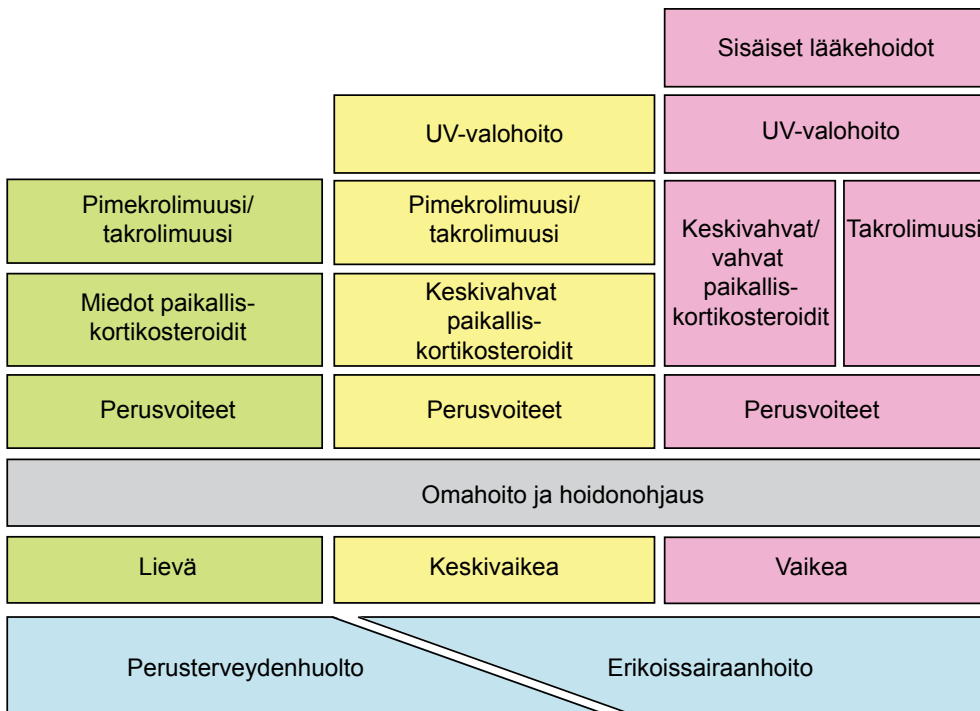 Sisäiset lääkehoidot
UV-valohoito
UV-valohoito
Pimekrolimuusi/
takrolimuusi
Pimekrolimuusi/
takrolimuusi
Keskivahvat/
vahvat
paikallis-
kortikosteroidit
Takrolimuusi
Miedot paikallis-
kortikosteroidit
Keskivahvat
paikallis-
kortikosteroidit
Perusvoiteet
Perusvoiteet
Perusvoiteet
Omahoito ja hoidonohjaus
Lievä
Keskivaikea
Vaikea
Perusterveydenhuolto
Erikoissairaanhoito